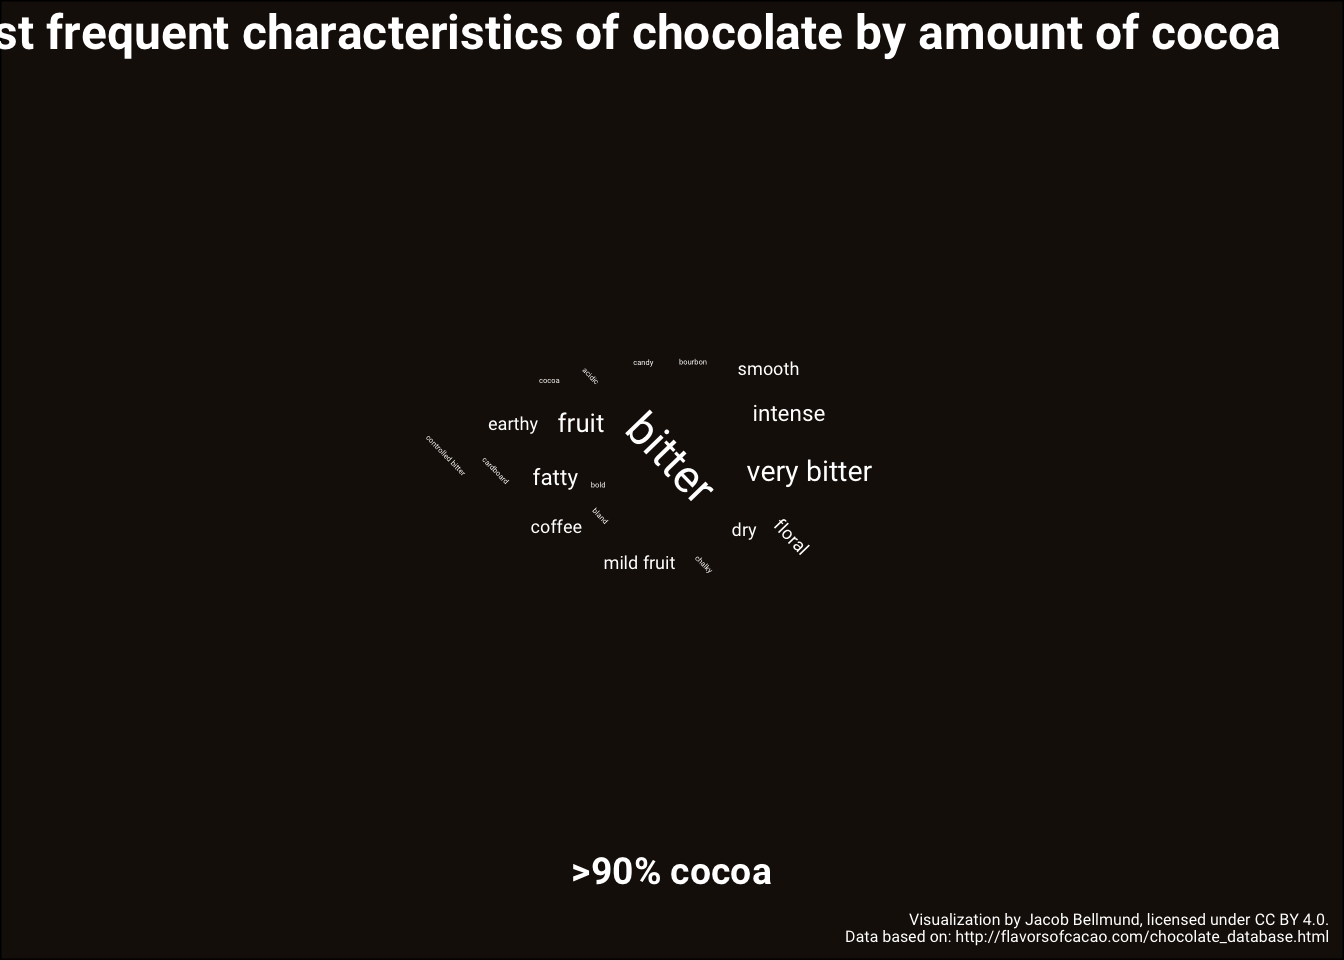 st frequent characteristics of chocolate by amount of cocoa
candy
bourbon
smooth
cocoa
acidic
intense
earthy
fruit
bitter
controlled bitter
cardboard
fatty
bold
very bitter
coffee
bland
dry
floral
mild fruit
chalky
>90% cocoa
Visualization by Jacob Bellmund, licensed under CC BY 4.0.
Data based on: http://flavorsofcacao.com/chocolate_database.html